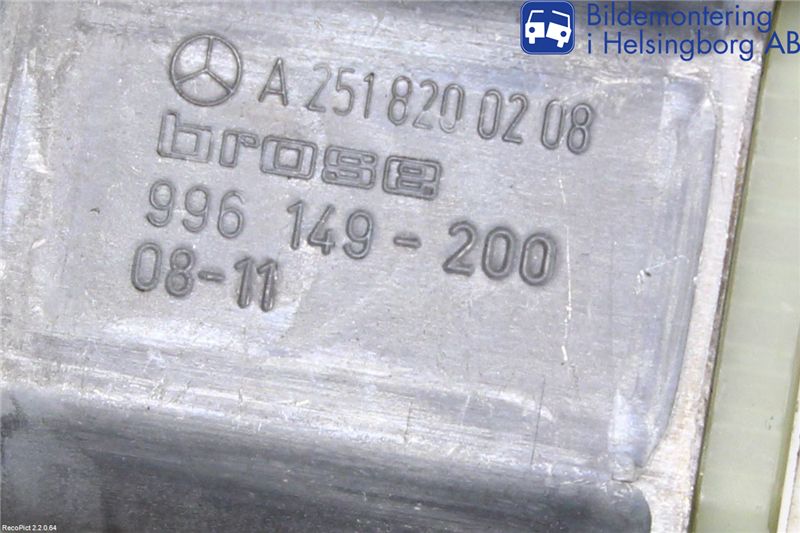 Bildemontering
i Helsingborg AB
A 251 820 02 08
brose
996 149-200
08-11
RecoPict 2.2.0.64